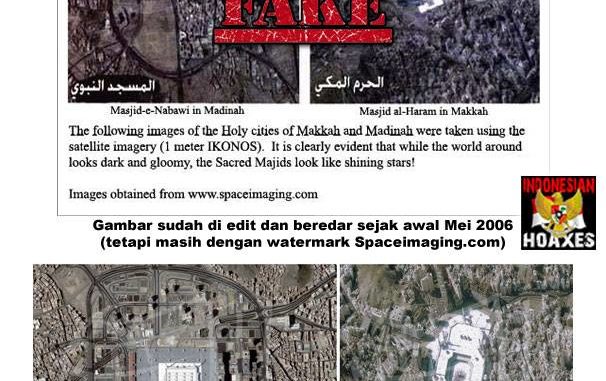 FAKE
المسجد النبوي
الحرم المكي
Masjid-e-Nabawi in Madinah
Masjid al-Haram in Makkah
The following images of the Holy cities of Makkah and Madinah were taken using the
satellite imagery (1 meter IKONOS).  It is clearly evident that while the world around
looks dark and gloomy, the Sacred Majids look like shining stars!
Images obtained from www.spaceimaging.com
INDONESIAN
HOAXES
Gambar sudah di edit dan beredar sejak awal Mei 2006
(tetapi masih dengan watermark Spaceimaging.com)